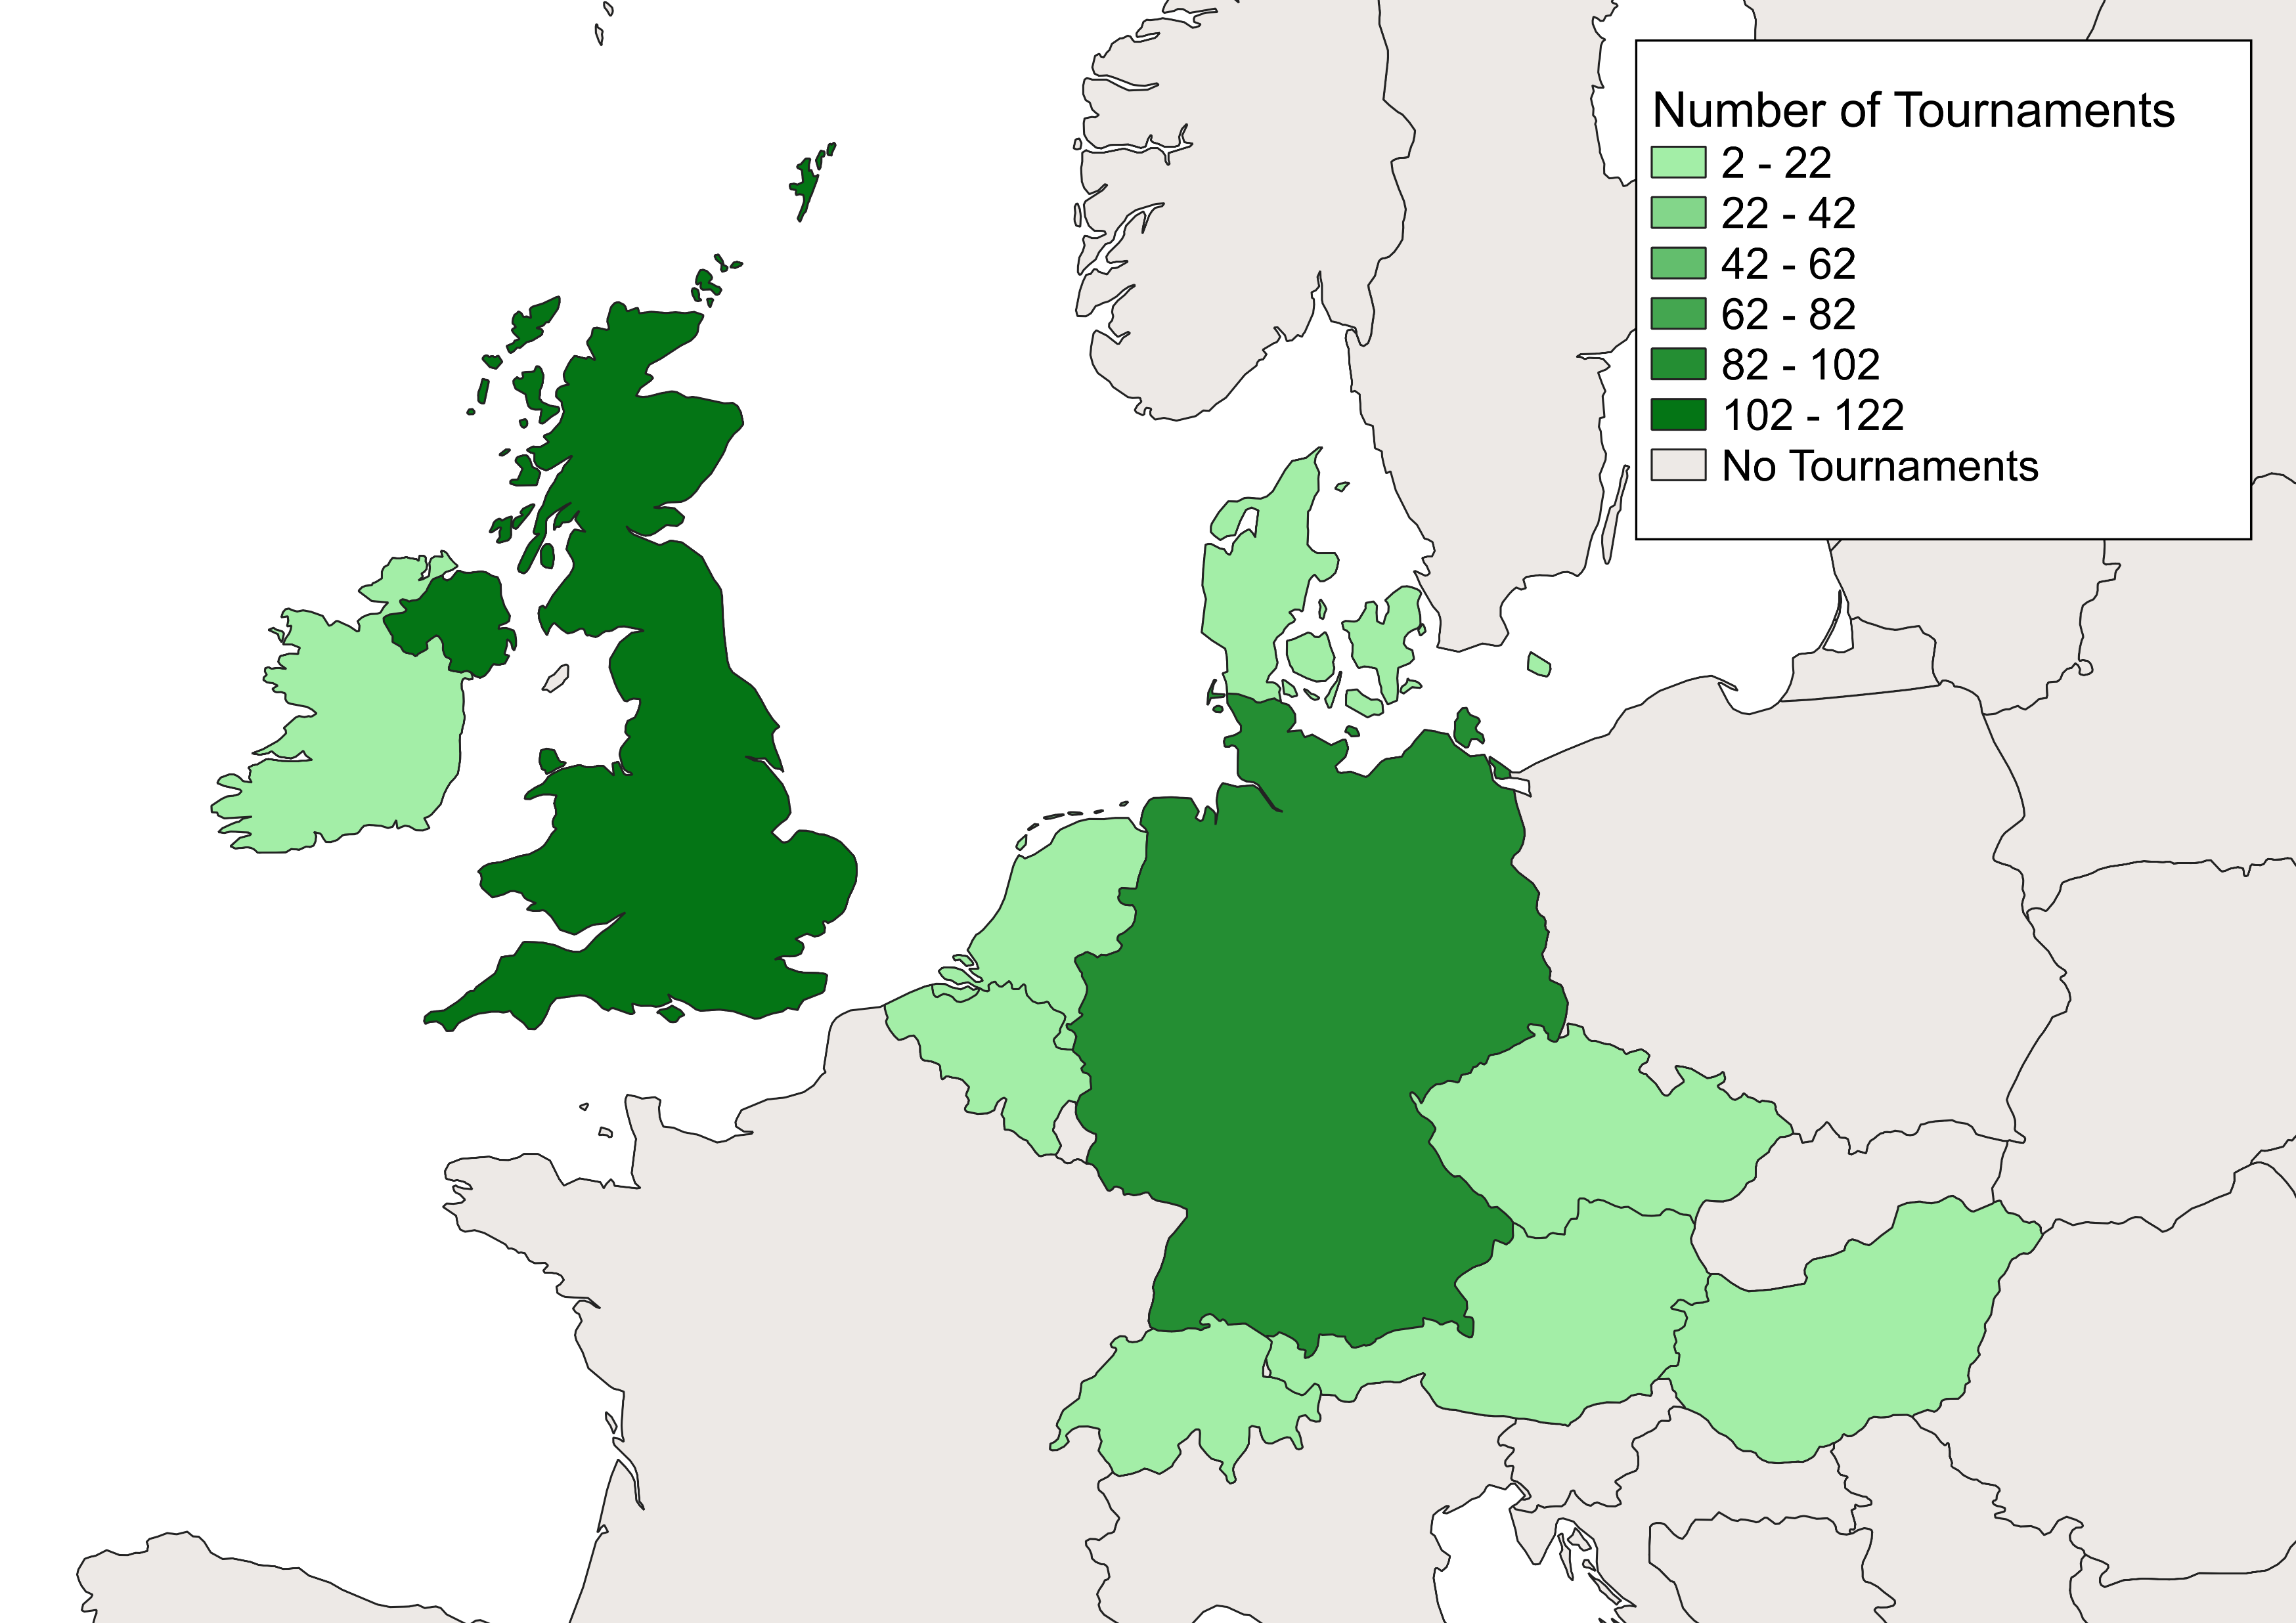 Number of Tournaments
2 - 22
22 - 42
42 - 62
62 - 82
82 - 102
102 - 122
No Tournaments